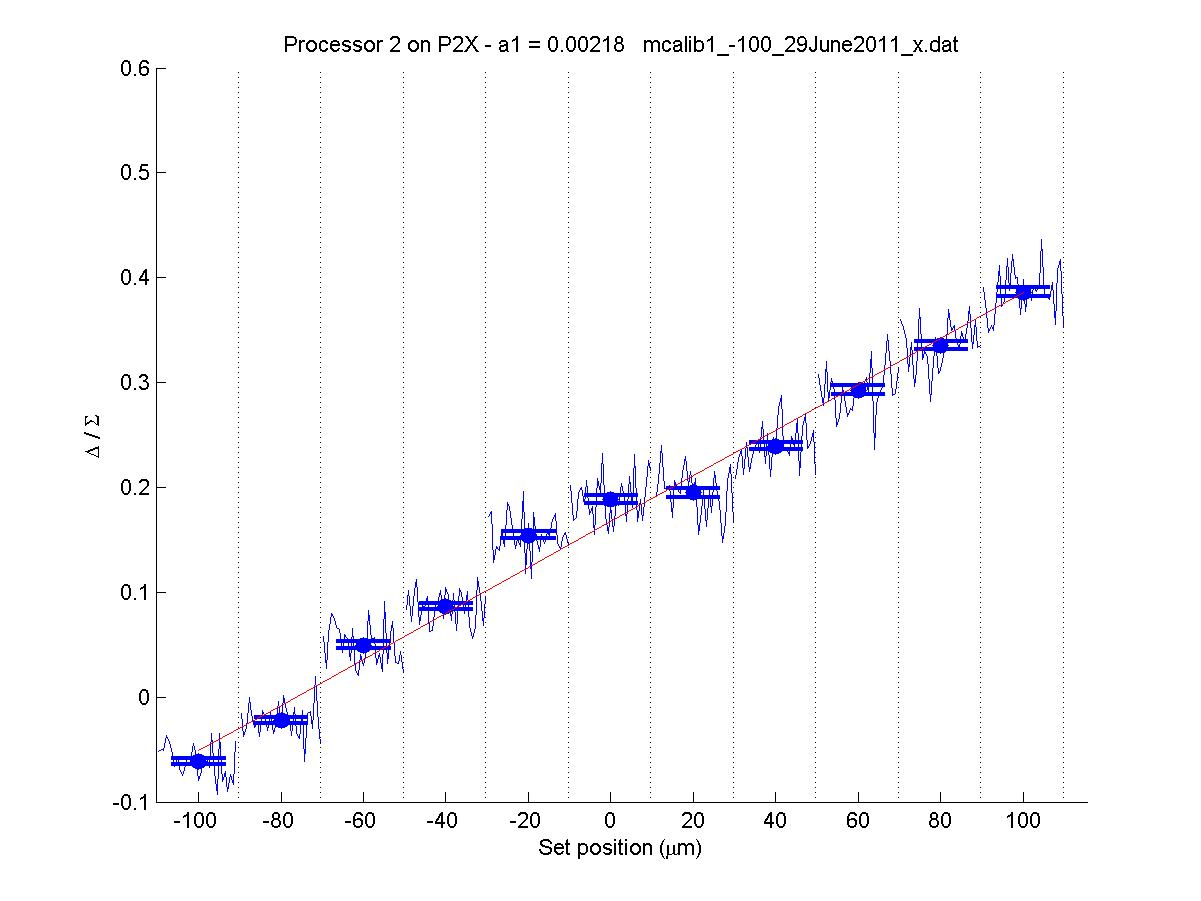 Processor 2 on P2X - a1 = 0.00218   mcalib1_-100_29June2011_x.dat
0.6
0.5
0.4
0.3
0.2
0.1
0
-0.1
Δ / Σ
-100 -80 -60 -40 -20 0 20 40 60 80 100
Set position (μm)